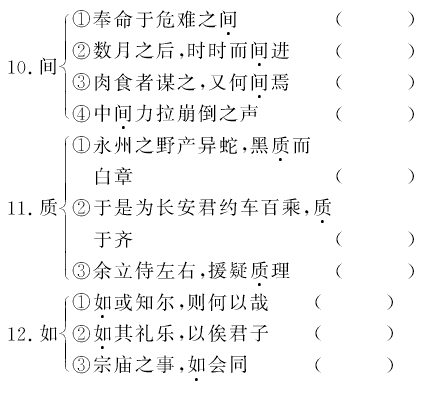 10. 间
①奉命于危难之间 ( )
②数月之后,时时而间进 ( )
③肉食者谋之,又何间焉 ( )
④中间力拉崩倒之声 ( )
11. 质
①永州之野产异蛇,黑质而
白章 ( )
②于是为长安君约车百乘,质
于齐 ( )
③余立侍左右,援疑质理 ( )
12. 如
①如或知尔,则何以哉 ( )
②如其礼乐,以俟君子 ( )
③宗庙之事,如会同 ( )